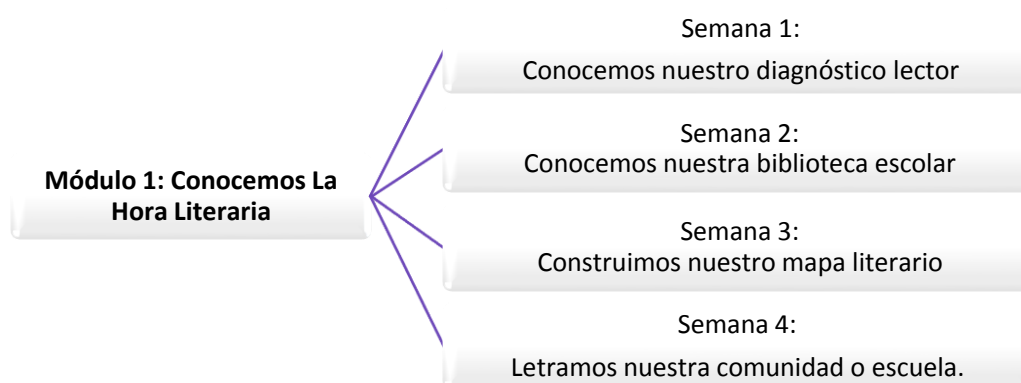 Módulo 1: Conocemos La
Hora Literaria
Semana 1:
Conocemos nuestro diagnóstico lector
Semana 2:
Conocemos nuestra biblioteca escolar
Semana 3:
Construimos nuestro mapa literario
Semana 4:
Letramos nuestra comunidad o escuela.